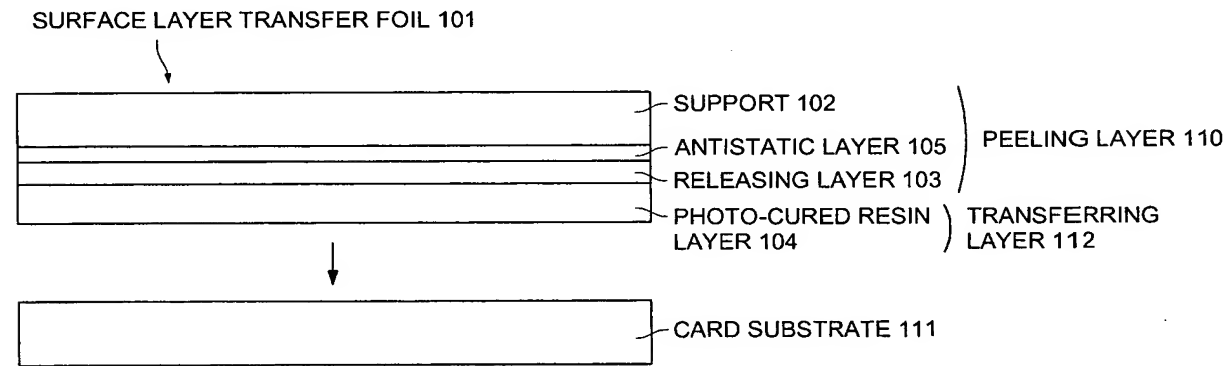 SURFACE LAYER TRANSFER FOIL 101
SUPPORT 102
ANTISTATIC LAYER 105
PEELING LAYER 110
RELEASING LAYER 103
PHOTO-CURED RESIN
LAYER 104
TRANSFERRING
LAYER 112
CARD SUBSTRATE 111